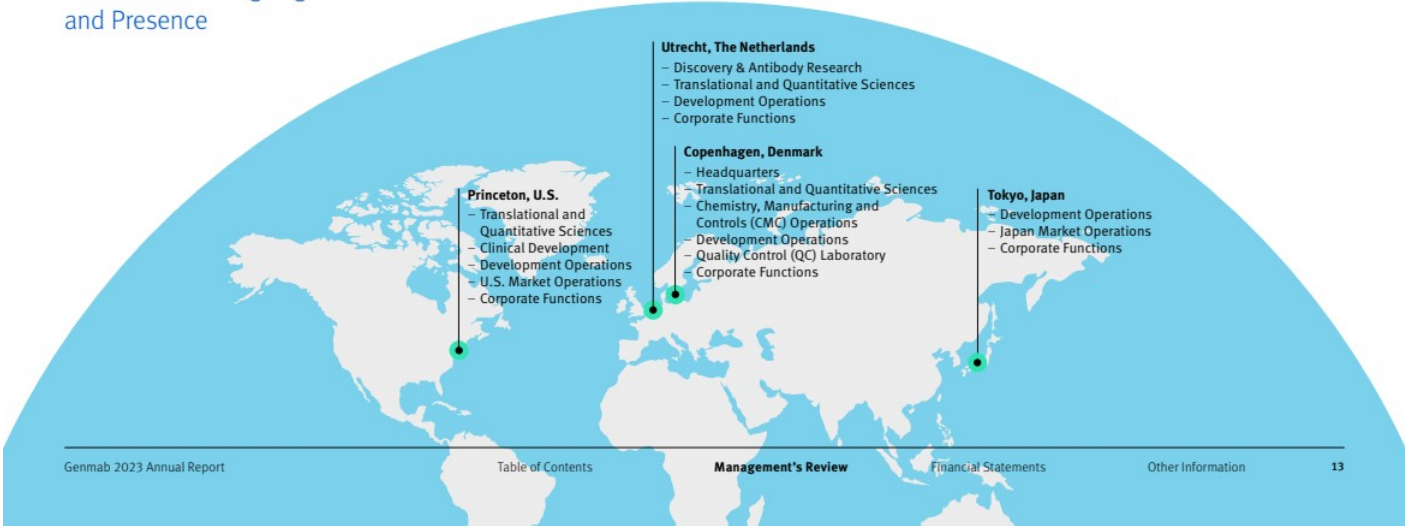 and Presence
Utrecht, The Netherlands
– Discovery & Antibody Research
– Translational and Quantitative Sciences
– Development Operations
– Corporate Functions
Copenhagen, Denmark
– Headquarters
– Translational and Quantitative Sciences
– Chemistry, Manufacturing and
Controls (CMC) Operations
– Development Operations
– Quality Control (QC) Laboratory
– Corporate Functions
Princeton, U.S.
– Translational and
Quantitative Sciences
– Clinical Development
– Development Operations
– U.S. Market Operations
– Corporate Functions
Tokyo, Japan
– Development Operations
– Japan Market Operations
– Corporate Functions
Genmab 2023 Annual Report
Table of Contents
Management's Review
Financial Statements
Other Information
13